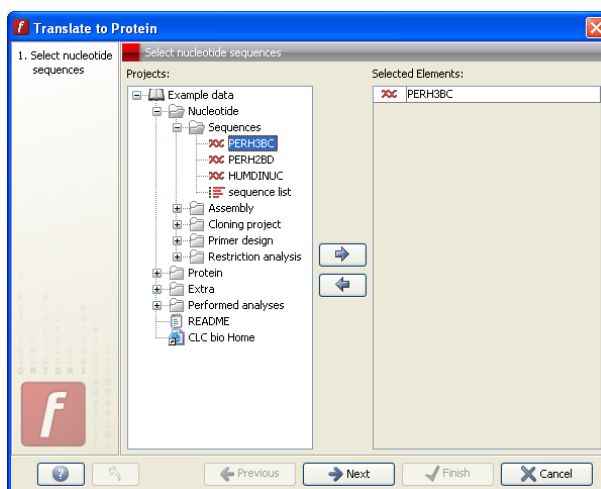 Translate to Protein
1. Select nucleotide
sequences
Select nucleotide sequences
Projects:
Example data
Nucleotide
Sequences
PERH3BC
PERH2BD
HUMDINUC
sequence list
Assembly
Cloning project
Primer design
Restriction analysis
Protein
Extra
Performed analyses
README
CLC bio Home
Selected Elements:
PERH3BC
Previous
Next
Finish
Cancel